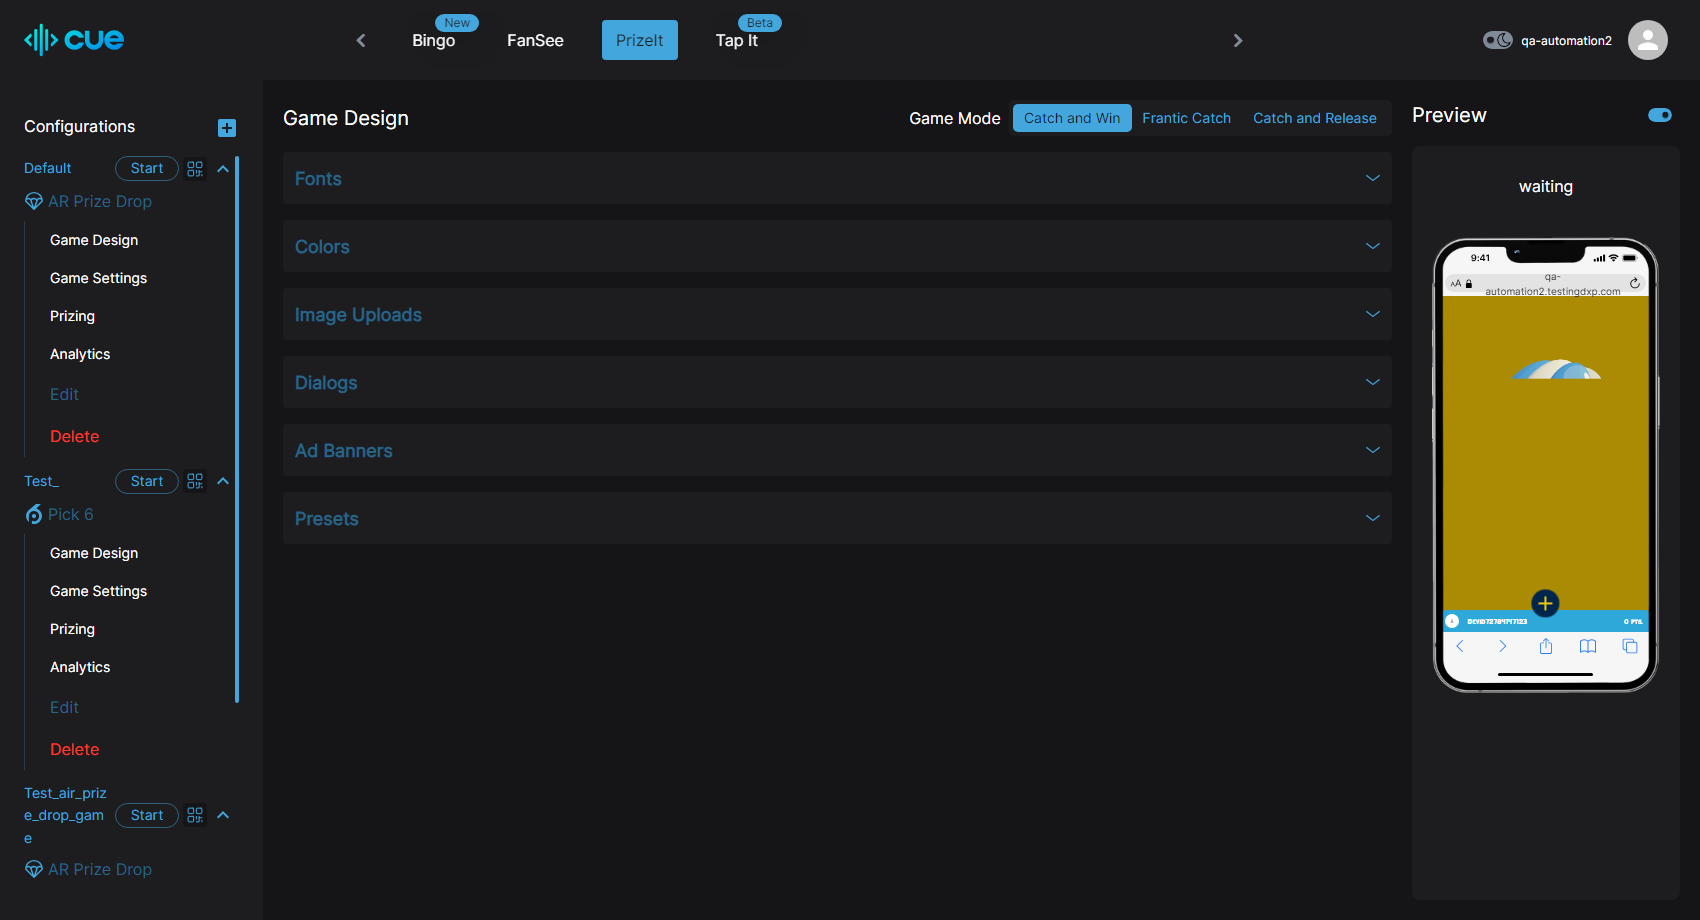 cue
New
Bingo
FanSee
PrizeIt
Beta
Tap It
qa-automation2
Configurations
Default
Start
AR Prize Drop
Game Design
Game Settings
Prizing
Analytics
Edit
Delete
Test_
Start
Pick 6
Game Design
Game Settings
Prizing
Analytics
Edit
Delete
Test_air_priz
e_drop_gam
e
Start
AR Prize Drop
Game Design
Game Mode
Catch and Win
Frantic Catch
Catch and Release
Fonts
Colors
Image Uploads
Dialogs
Ad Banners
Presets
Preview
waiting
9:41
AA
qa-
automation2.testingdxp.com
0 PTS.